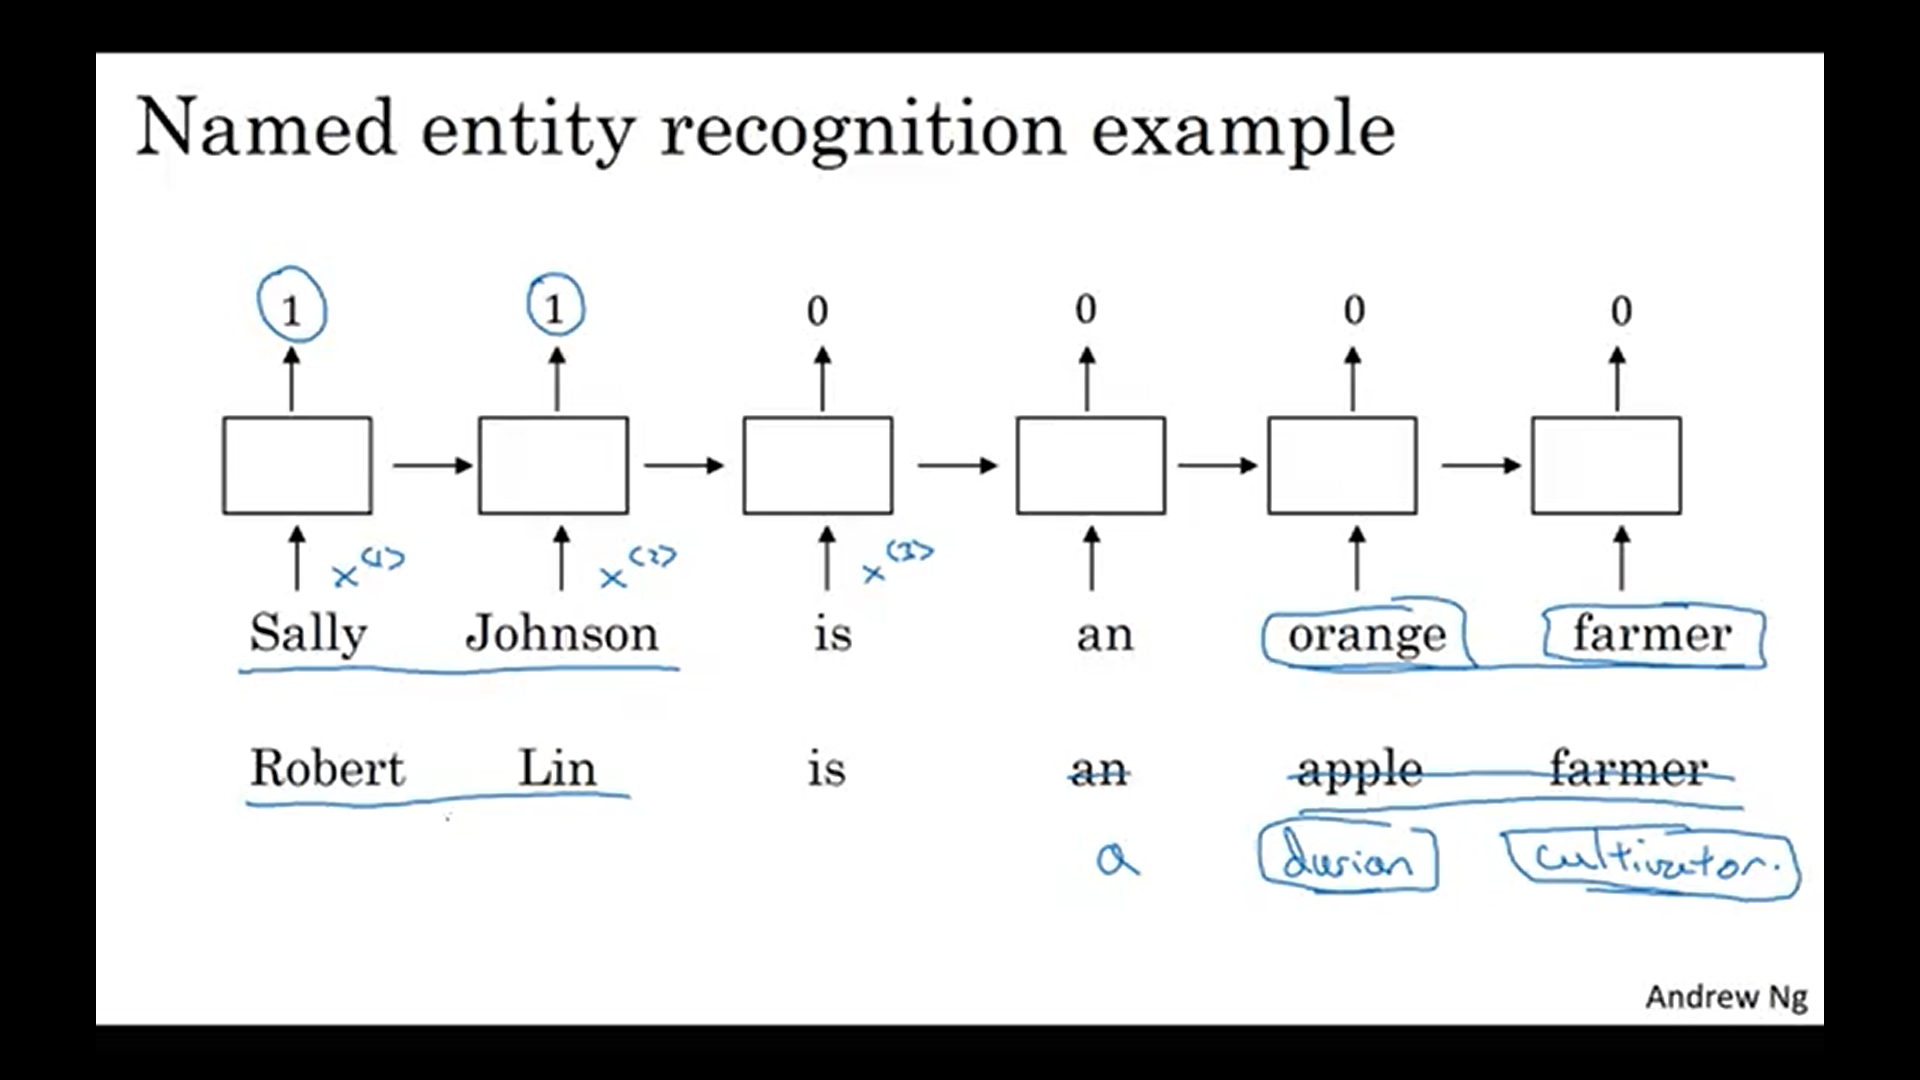 Named entity recognition example
1 1 0 0 0 0
x<1> x<2> x<3>
Sally Johnson is an orange farmer
Robert Lin is an apple farmer
a durian cultivator.
Andrew Ng